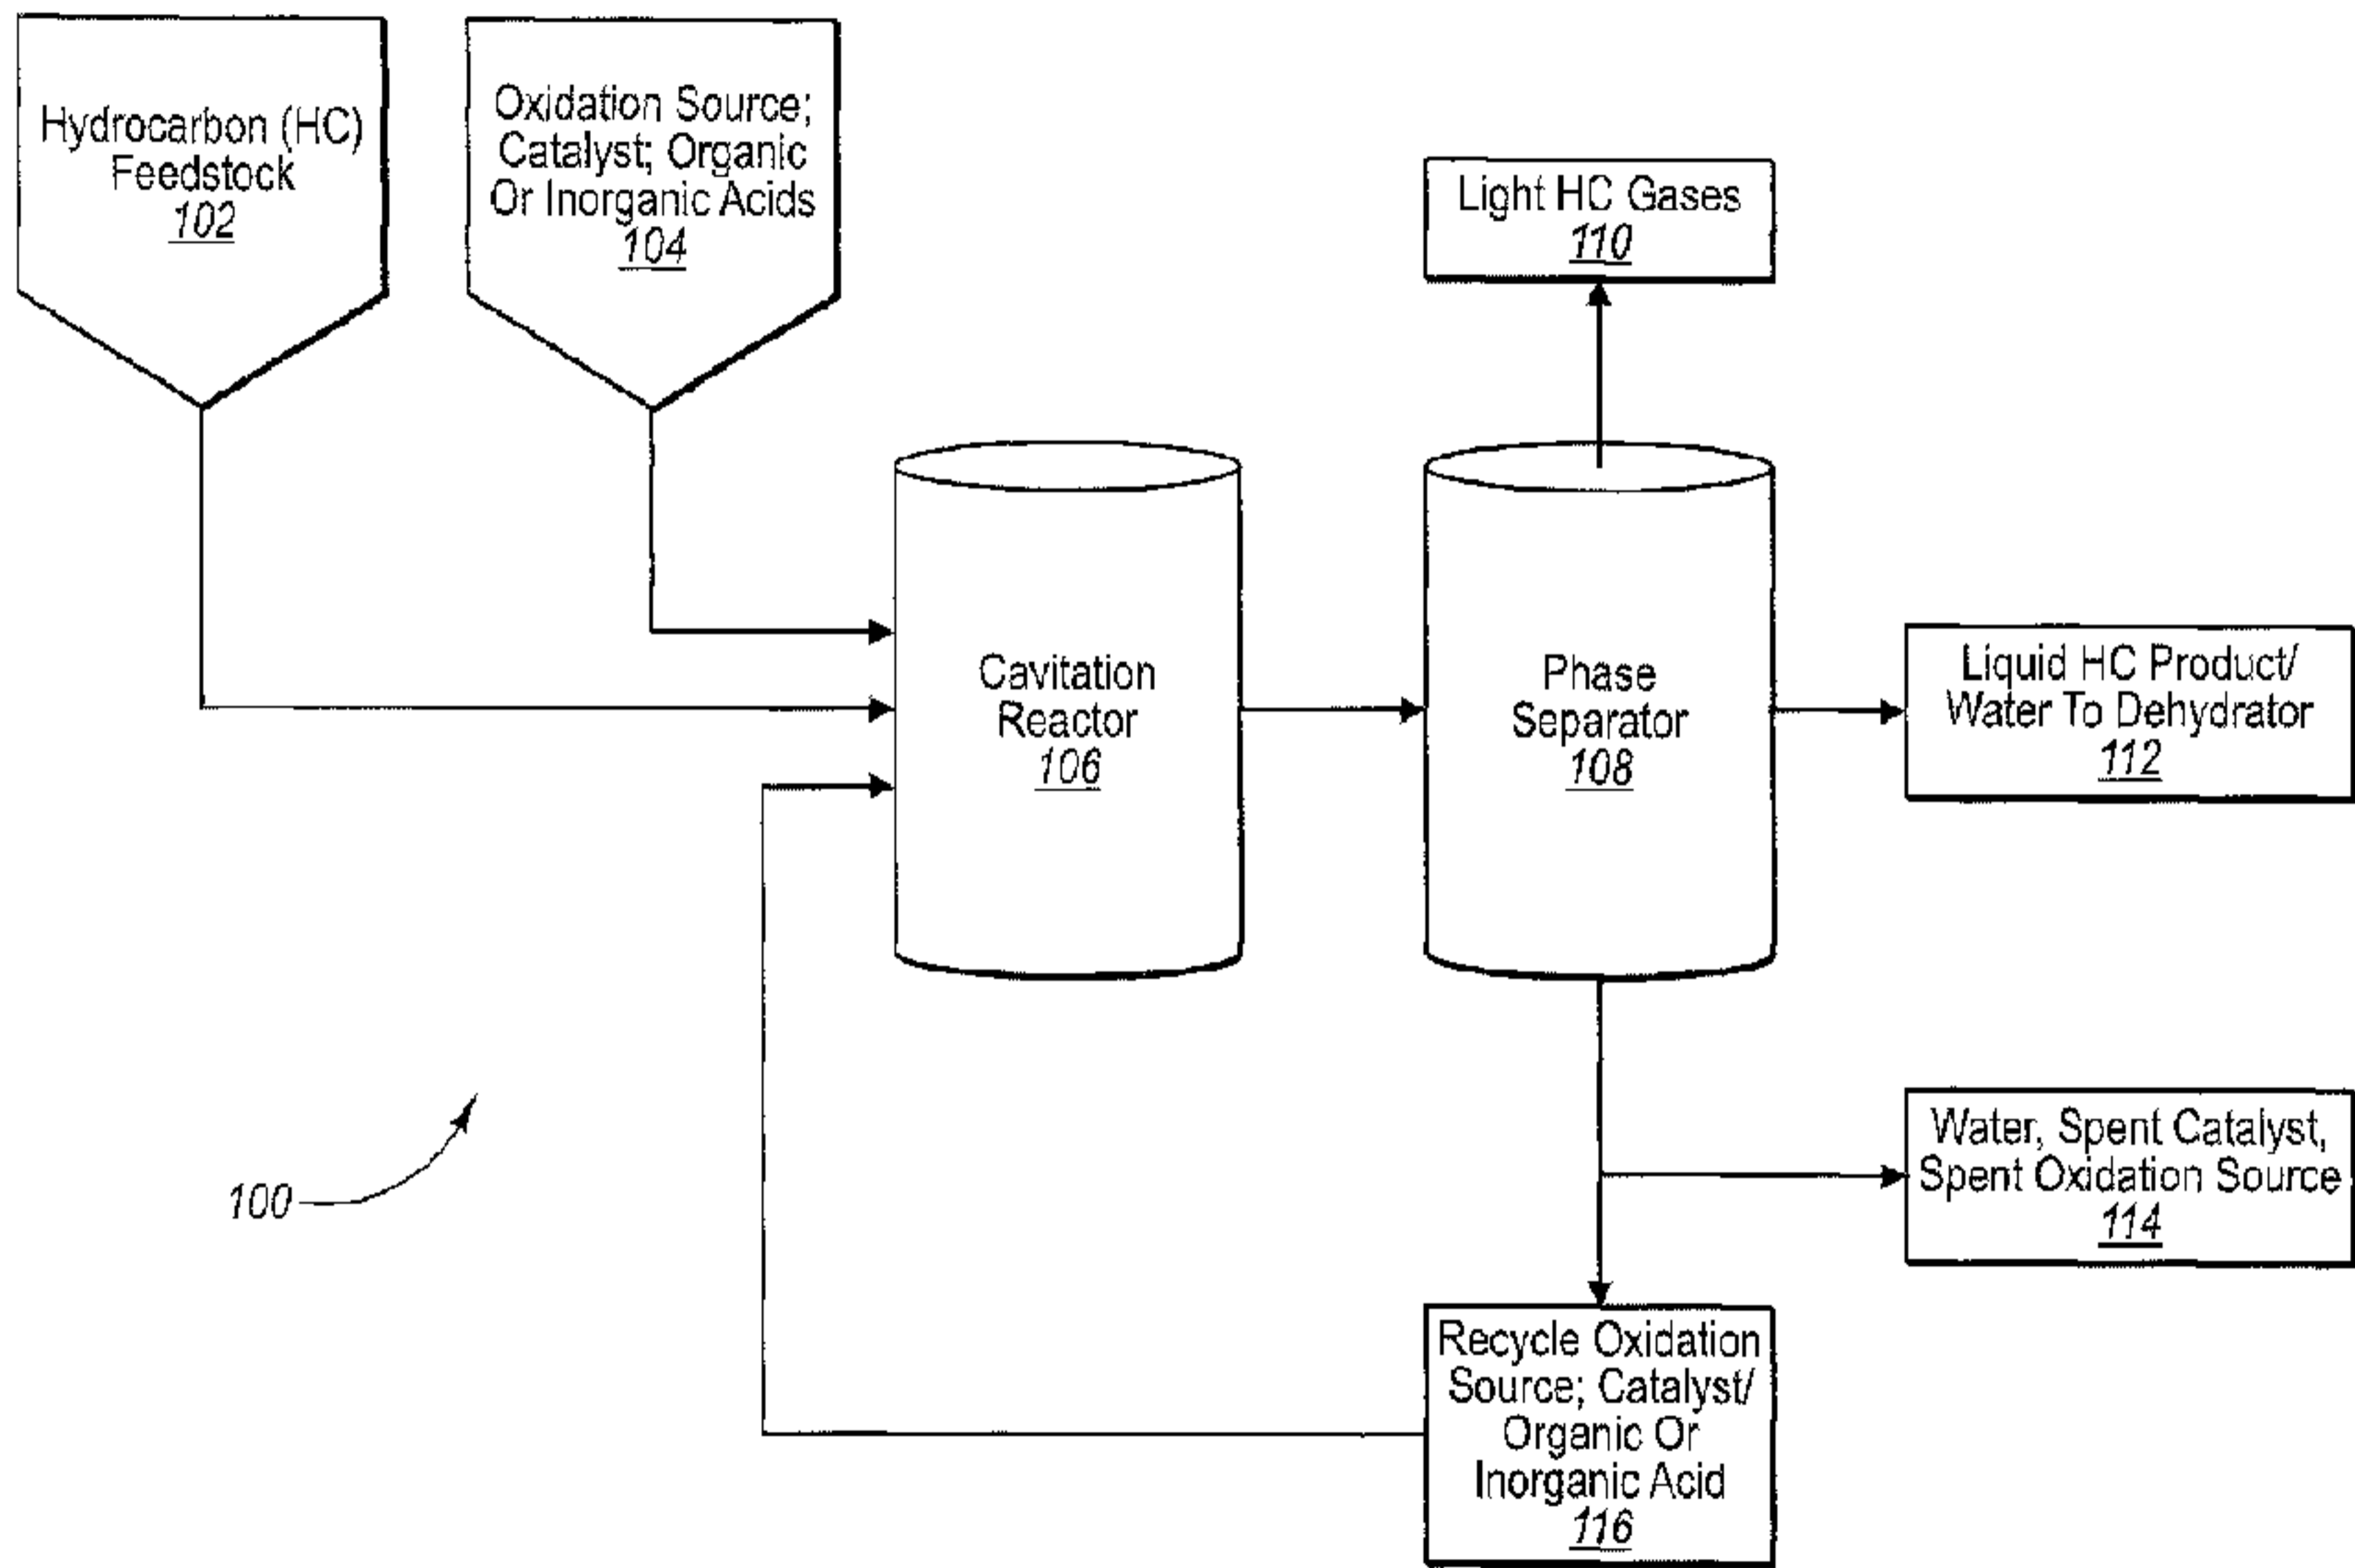 Hydrocarbon (HC)
Feedstock
102
Oxidation Source;
Catalyst; Organic
Or Inorganic Acids
104
Light HC Gases
110
Cavitation
Reactor
106
Phase
Separator
108
Liquid HC Product/
Water To Dehydrator
112
100
Water, Spent Catalyst,
Spent Oxidation Source
114
Recycle Oxidation
Source; Catalyst/
Organic Or
Inorganic Acid
116